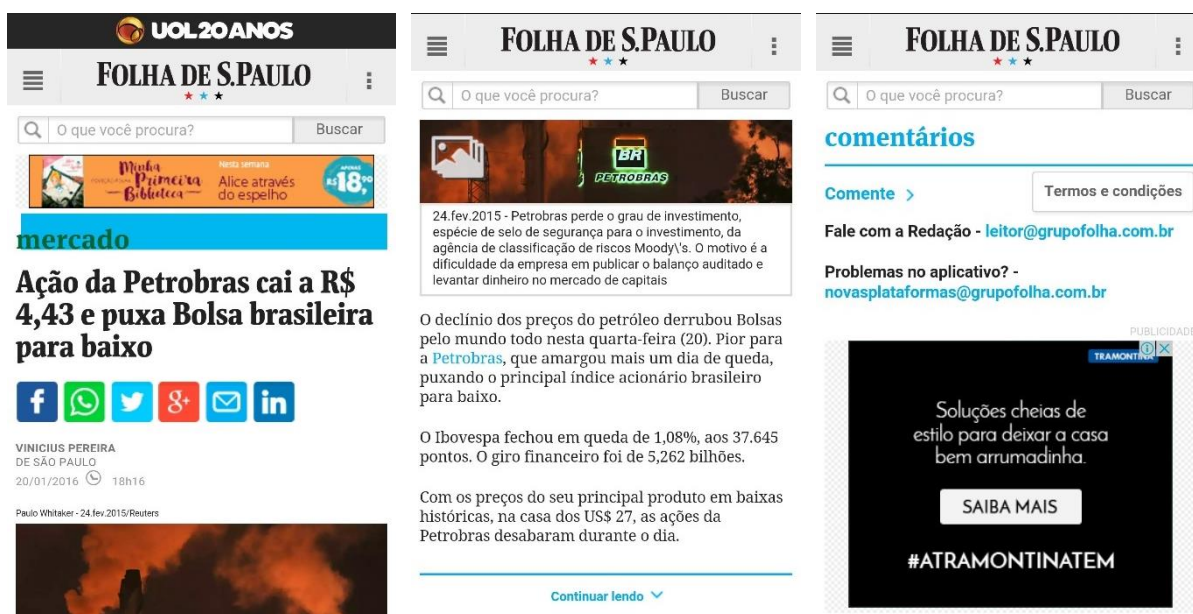 UOL 20 ANOS
FOLHA DE S.PAULO
O que você procura?
Buscar
Minha
Primeira
Biblioteca
Nesta semana
Alice através
do espelho
APENAS
R$18,90
mercado
Ação da Petrobras cai a R$
4,43 e puxa Bolsa brasileira
para baixo
VINICIUS PEREIRA
DE SÃO PAULO
20/01/2016 18h16
Paulo Whitaker - 24.fev.2015/Reuters
FOLHA DE S.PAULO
O que você procura?
Buscar
BR
PETROBRAS
24.fev.2015 - Petrobras perde o grau de investimento,
espécie de selo de segurança para o investimento, da
agência de classificação de riscos Moody\'s. O motivo é a
dificuldade da empresa em publicar o balanço auditado e
levantar dinheiro no mercado de capitais
O declínio dos preços do petróleo derrubou Bolsas
pelo mundo todo nesta quarta-feira (20). Pior para
a Petrobras, que amargou mais um dia de queda,
puxando o principal índice acionário brasileiro
para baixo.
O Ibovespa fechou em queda de 1,08%, aos 37.645
pontos. O giro financeiro foi de 5,262 bilhões.
Com os preços do seu principal produto em baixas
históricas, na casa dos US$ 27, as ações da
Petrobras desabaram durante o dia.
Continuar lendo
FOLHA DE S.PAULO
O que você procura?
Buscar
comentários
Comente >
Termos e condições
Fale com a Redação - leitor@grupofolha.com.br
Problemas no aplicativo? -
novasplataformas@grupofolha.com.br
PUBLICIDADE
TRAMONTINA
Soluções cheias de
estilo para deixar a casa
bem arrumadinha.
SAIBA MAIS
#ATRAMONTINATEM